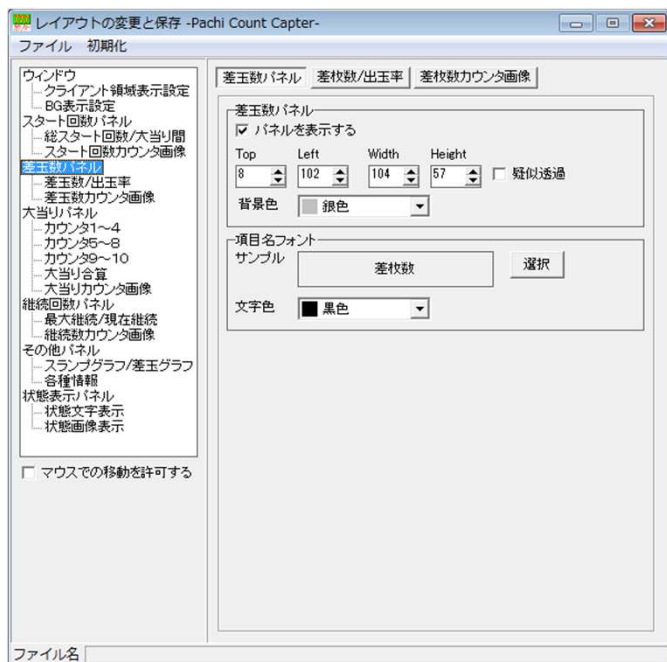 レイアウトの変更と保存 -Pachi Count Capter-
ファイル 初期化
ウィンドウ
クライアント領域表示設定
BG表示設定
スタート回数パネル
総スタート回数/大当り間
スタート回数カウンタ画像
差玉数パネル
差玉数/出玉率
差玉数カウンタ画像
大当りパネル
カウンタ1～4
カウンタ5～8
カウンタ9～10
大当り合算
大当りカウンタ画像
継続回数パネル
最大継続/現在継続
継続数カウンタ画像
その他パネル
スランプグラフ/差玉グラフ
各種情報
状態表示パネル
状態文字表示
状態画像表示
マウスでの移動を許可する
差玉数パネル 差枚数/出玉率 差枚数カウンタ画像
差玉数パネル
パネルを表示する
Top Left Width Height
8 102 104 57 疑似透過
背景色 銀色
項目名フォント
サンプル 差枚数 選択
文字色 黒色
ファイル名